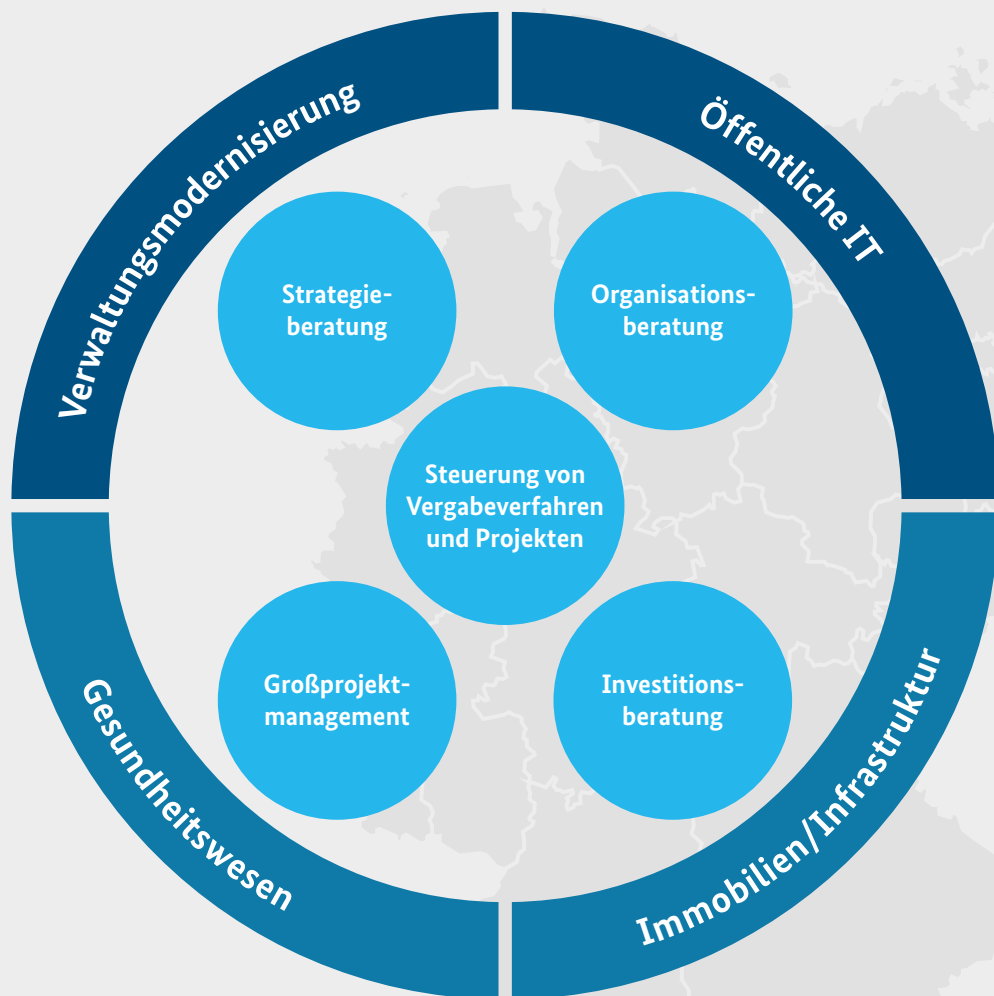 Verwaltungsmodernisierung
Öffentliche IT
Strategie-
beratung
Organisations-
beratung
Steuerung von
Vergabeverfahren
und Projekten
Großprojekt-
management
Investitions-
beratung
Gesundheitswesen
Immobilien/Infrastruktur